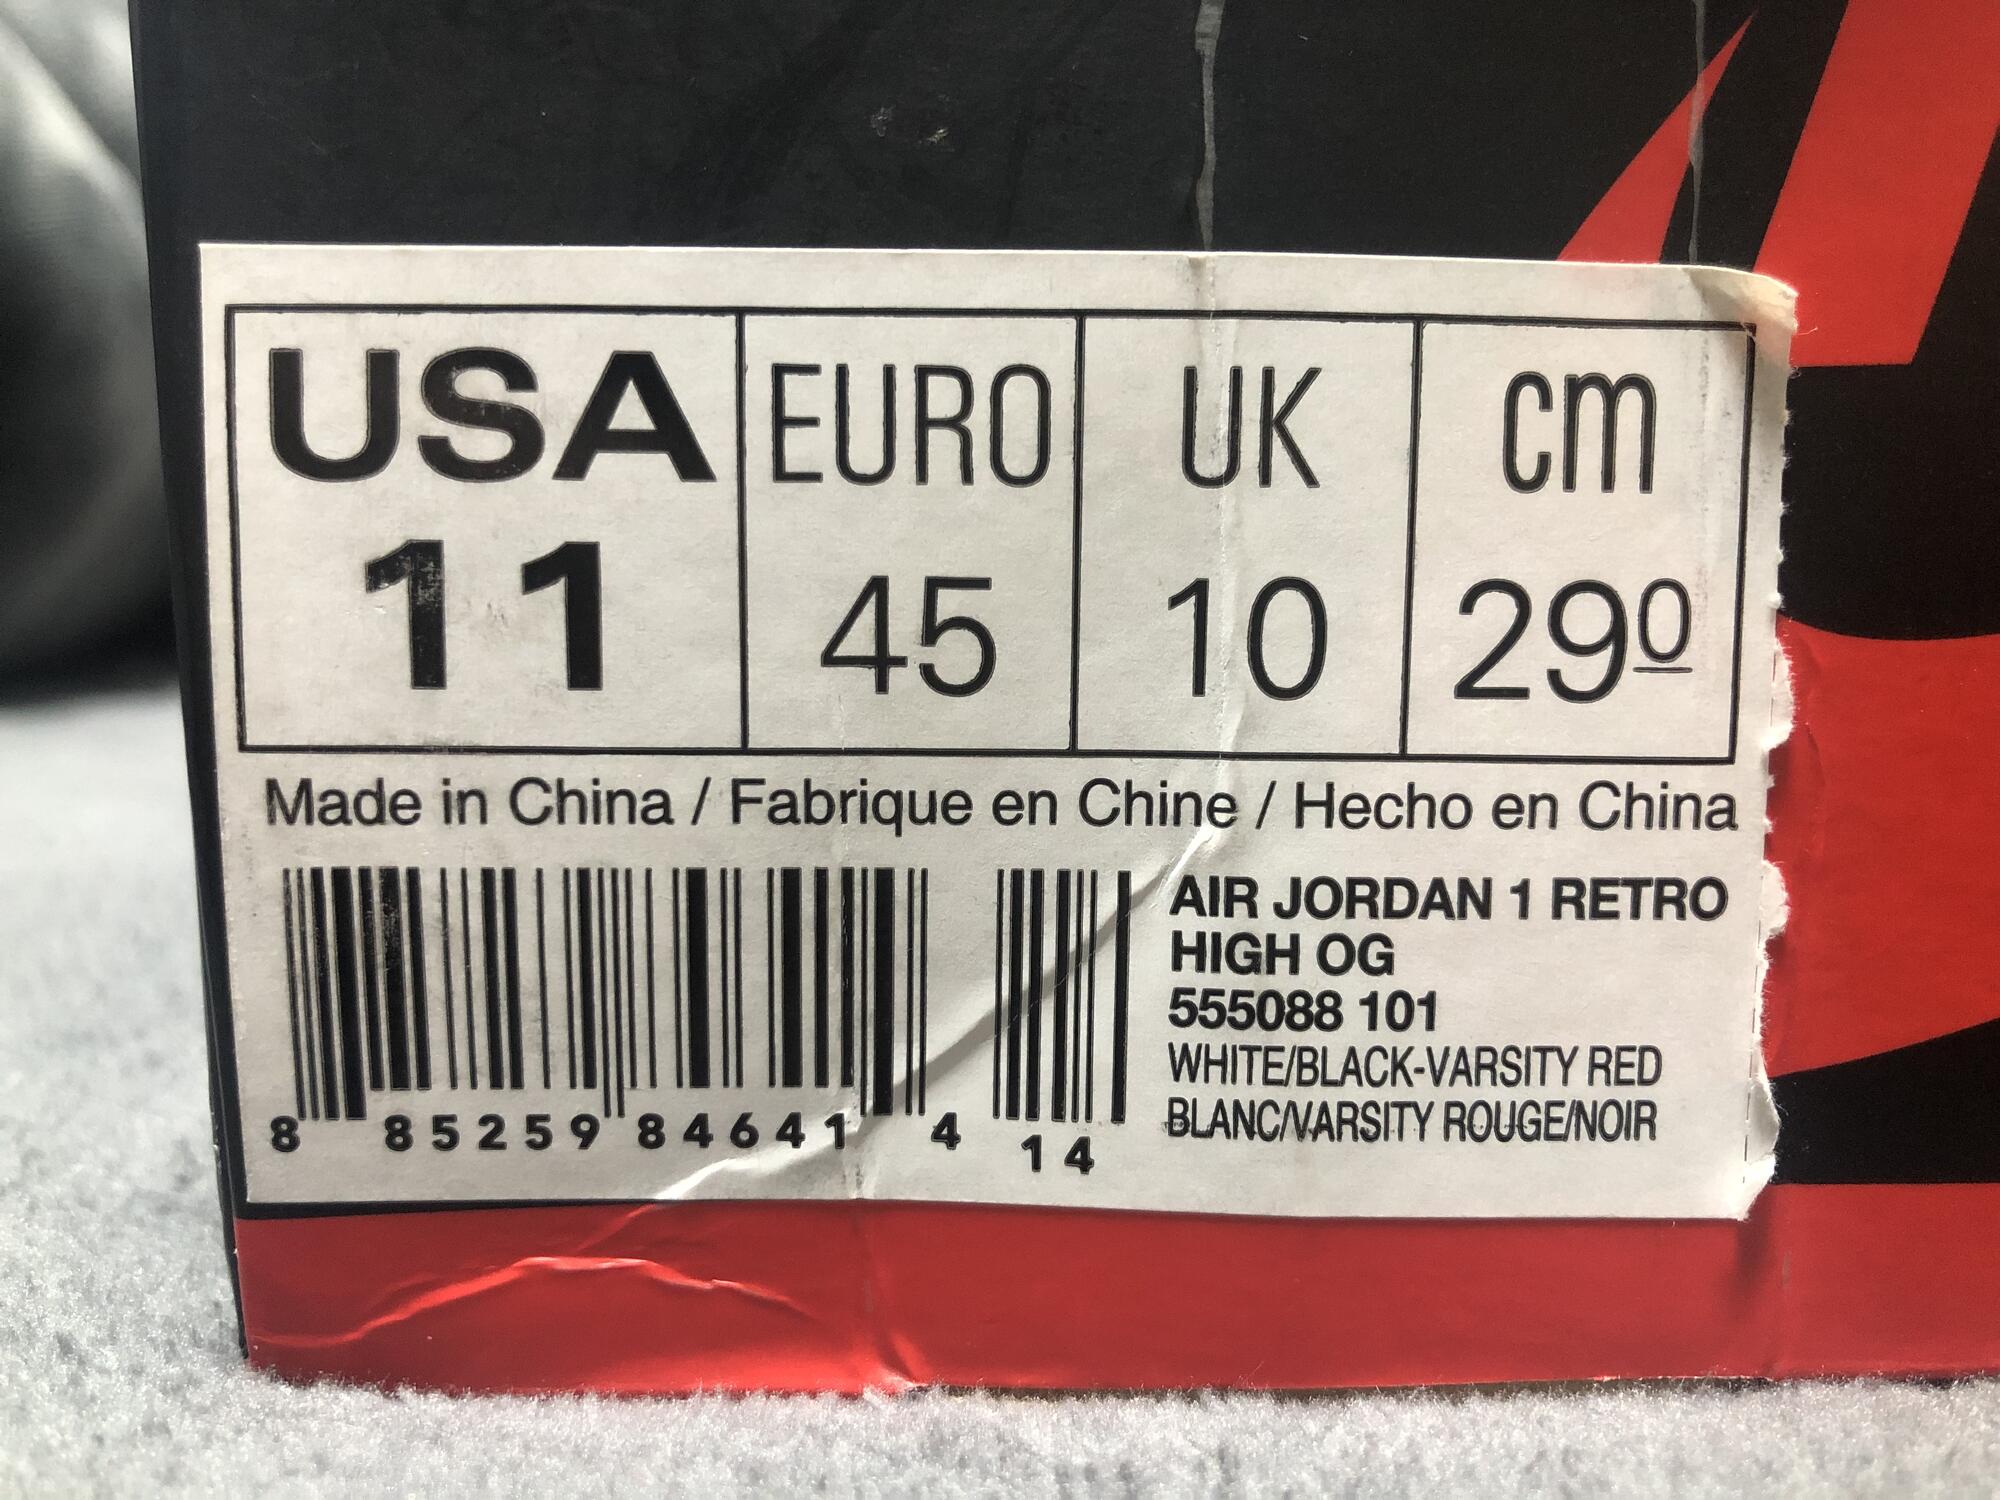 USA EURO UK cm
11 45 10 290
Made in China / Fabrique en Chine / Hecho en China
AIR JORDAN 1 RETRO
HIGH OG
555088 101
WHITE/BLACK-VARSITY RED
BLANC/VARSITY ROUGE/NOIR
8 85259 84641 4
14